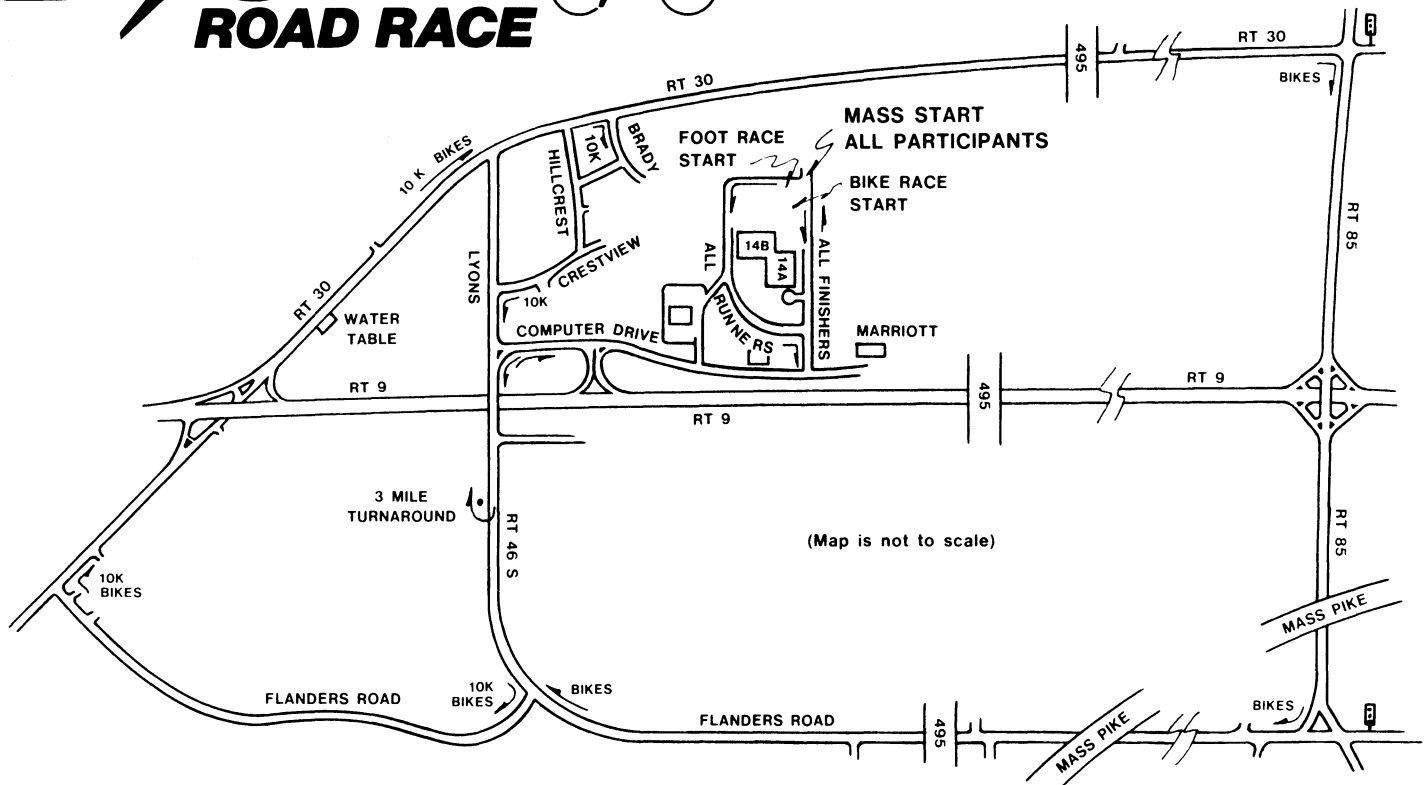 ROAD RACE
RT 30
495
RT 30
BIKES
RT 30
MASS START
ALL PARTICIPANTS
FOOT RACE
START
BIKE RACE
START
10 K BIKES
10K
BRADY
HILLCREST
LYONS
CRESTVIEW
10K
ALL
RUNNERS
14B
14A
ALL FINISHERS
RT 85
RT 30
WATER
TABLE
COMPUTER DRIVE
MARRIOTT
RT 9
RT 9
495
RT 9
3 MILE
TURNAROUND
RT 46 S
(Map is not to scale)
RT 85
10K
BIKES
MASS PIKE
FLANDERS ROAD
10K
BIKES
BIKES
FLANDERS ROAD
495
MASS PIKE
BIKES